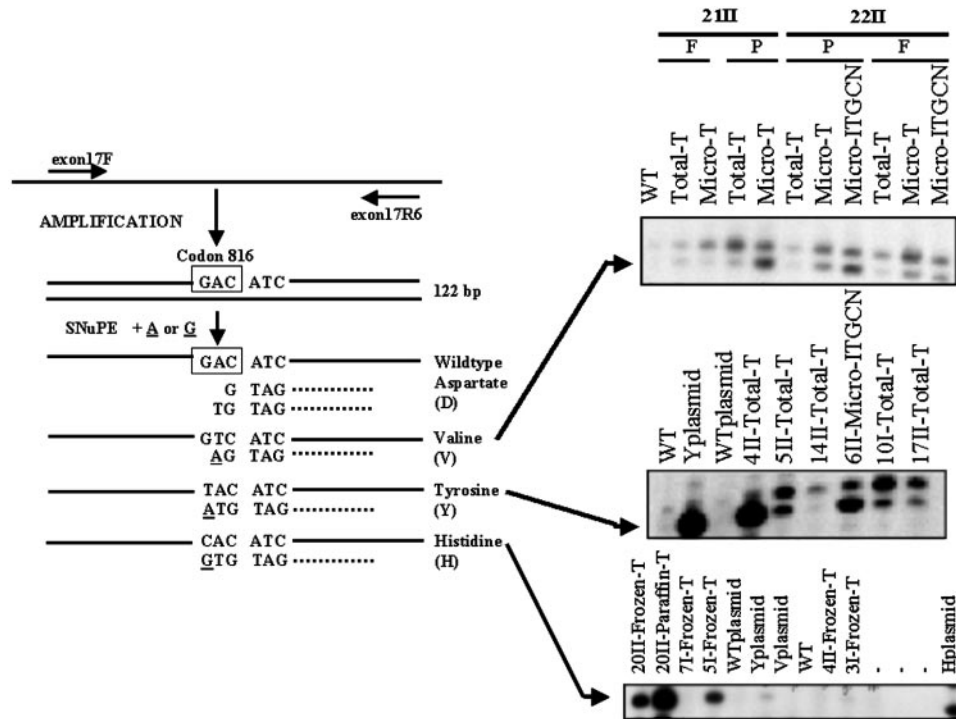 21II 22II
F P P F
WT
Total-T
Micro-T
Total-T
Micro-T
Total-T
Micro-T
Micro-ITGCN
Total-T
Micro-T
Micro-ITGCN
exon17F
exon17R6
AMPLIFICATION
Codon 816
GAC ATC
122 bp
SNuPE + A or G
GAC ATC Wildtype
Aspartate
G TAG (D)
TG TAG
GTC ATC Valine
AG TAG (V)
TAC ATC Tyrosine
ATG TAG (Y)
CAC ATC Histidine
GTG TAG (H)
WT
Yplasmid
WTplasmid
4II-Total-T
5II-Total-T
14II-Total-T
6II-Micro-ITGCN
10I-Total-T
17II-Total-T
20II-Frozen-T
20II-Paraffin-T
7I-Frozen-T
5I-Frozen-T
WTplasmid
Yplasmid
Vplasmid
WT
4II-Frozen-T
3I-Frozen-T
-
-
-
Hplasmid